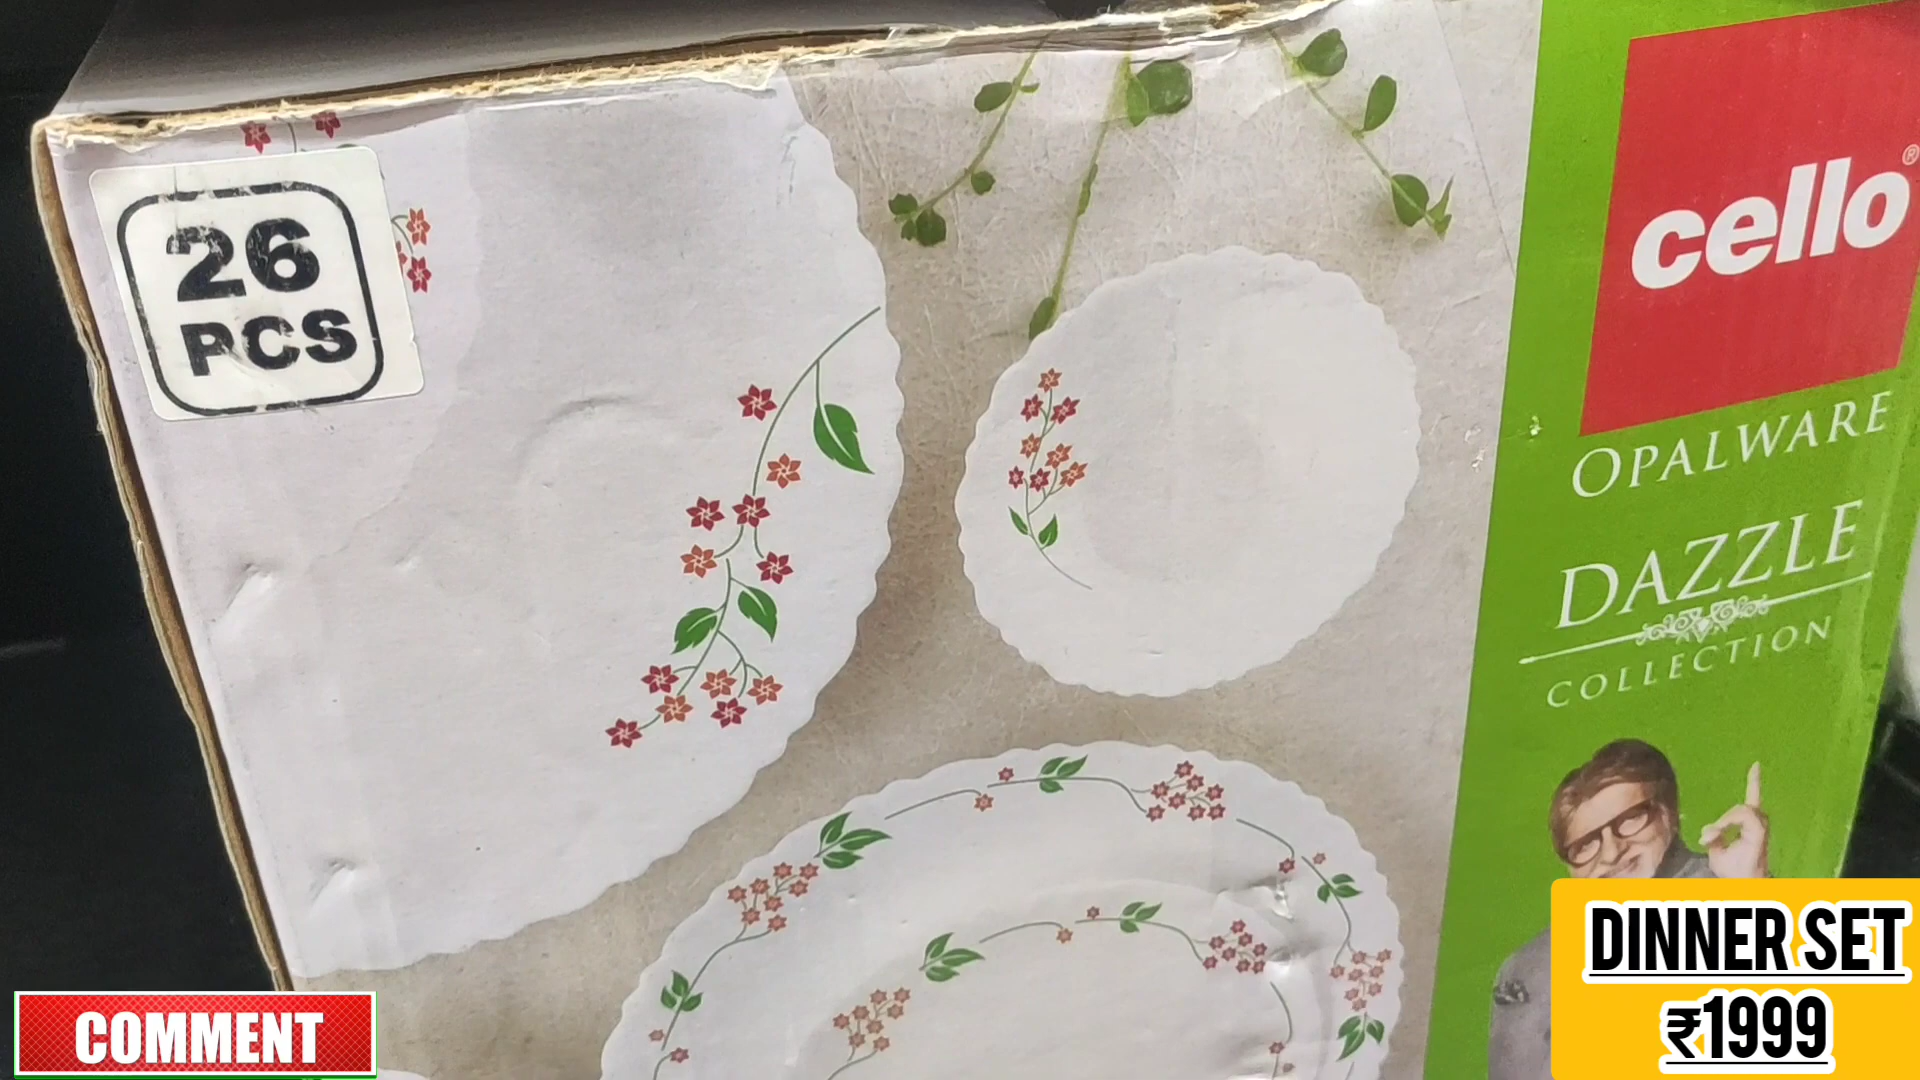 26
PCS
cello®
OPALWARE
DAZZLE
COLLECTION
DINNER SET
₹1999
COMMENT